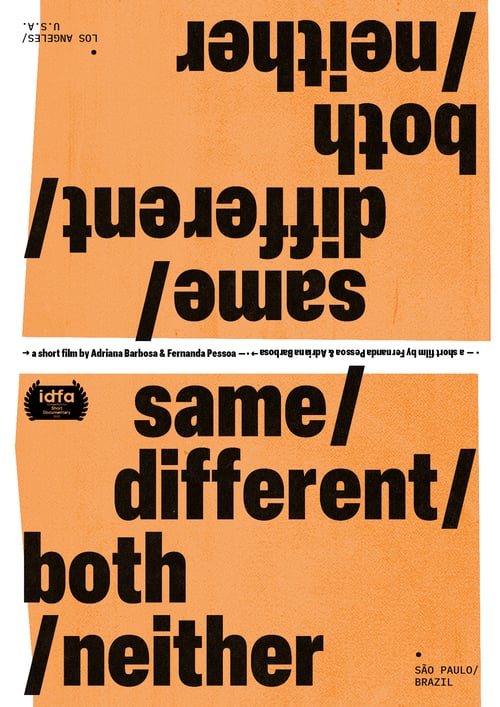 LOS ANGELES/
U.S.A.
/neither
both
different/
same/
→ a short film by Adriana Barbosa & Fernanda Pessoa — • ← a short film by Fernanda Pessoa & Adriana Barbosa — •
idfa
Short
Documentary
same/
different/
both
/neither
SÃO PAULO/
BRAZIL